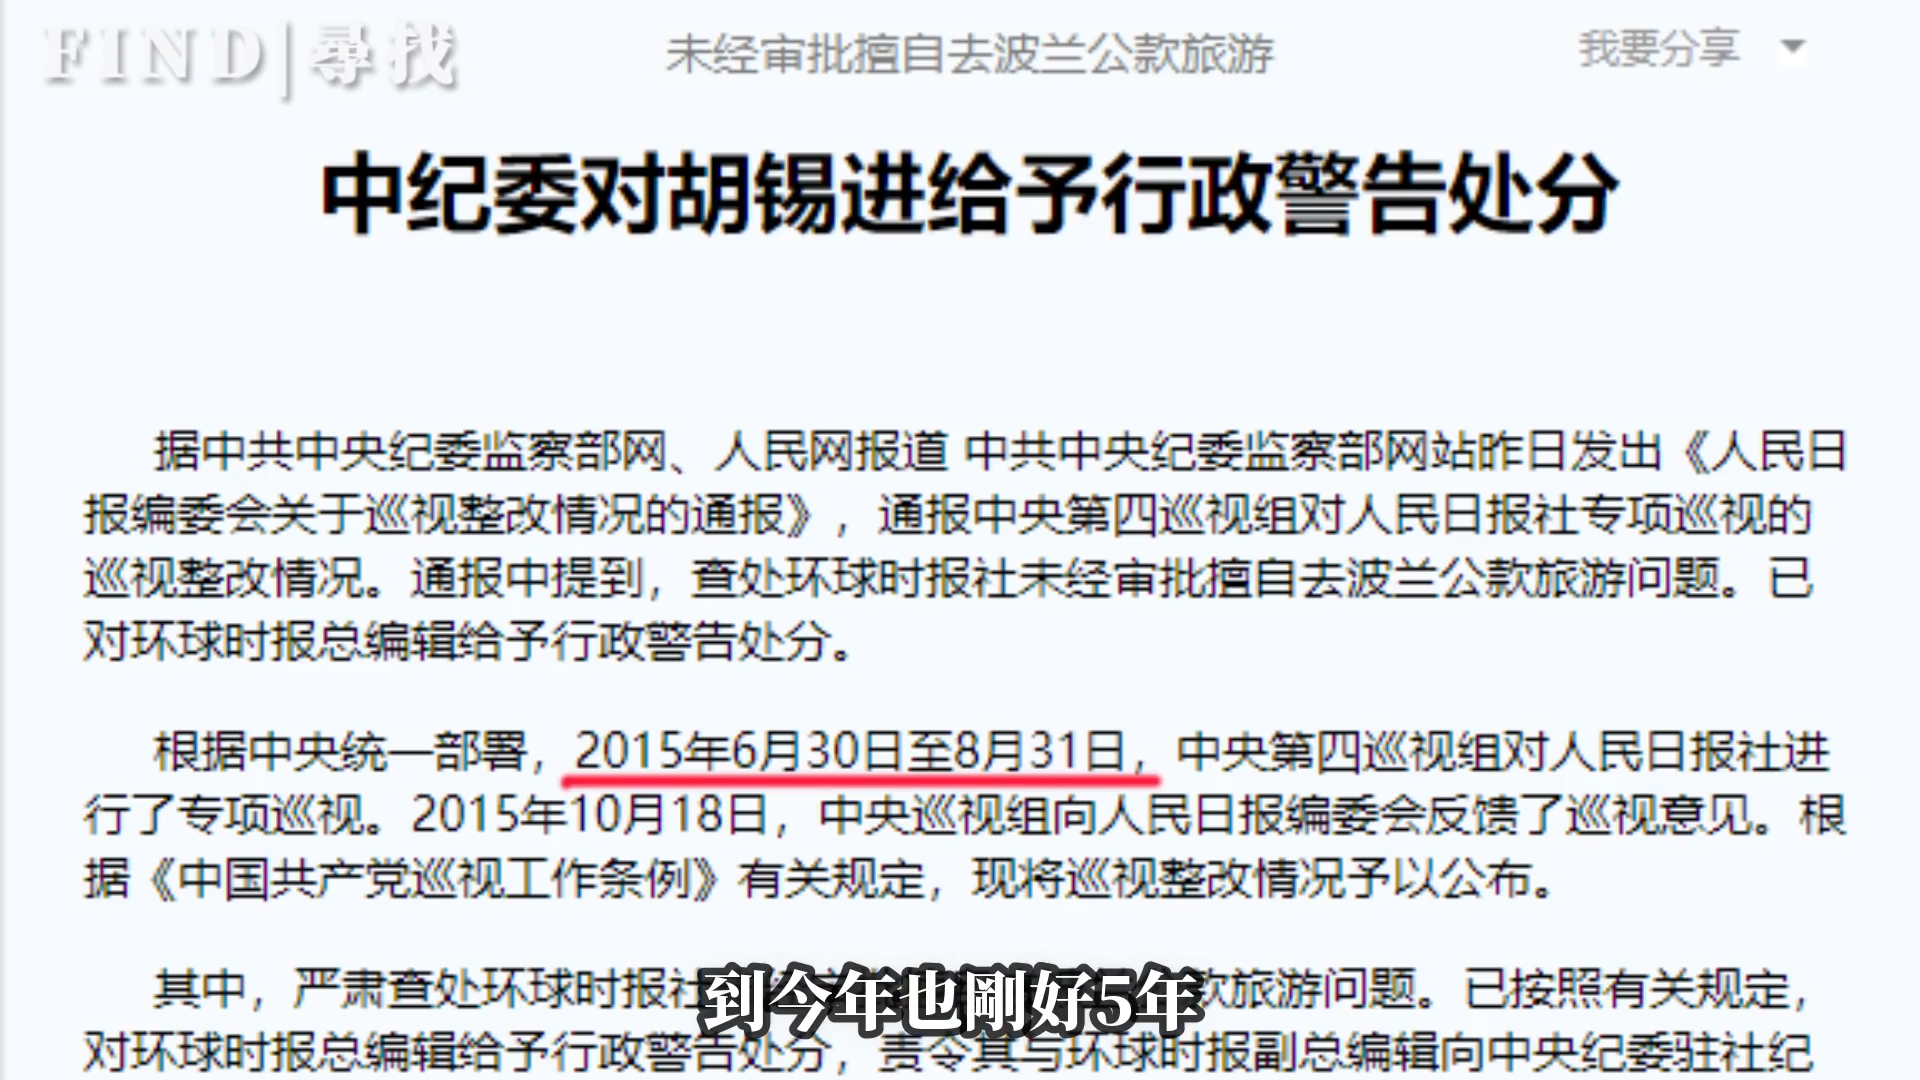 FIND|尋找
未经审批擅自去波兰公款旅游
我要分享
中纪委对胡锡进给予行政警告处分
据中共中央纪委监察部网、人民网报道 中共中央纪委监察部网站昨日发出《人民日
报编委会关于巡视整改情况的通报》，通报中央第四巡视组对人民日报社专项巡视的
巡视整改情况。通报中提到，查处环球时报社未经审批擅自去波兰公款旅游问题。已
对环球时报总编辑给予行政警告处分。
根据中央统一部署，2015年6月30日至8月31日，中央第四巡视组对人民日报社进
行了专项巡视。2015年10月18日，中央巡视组向人民日报编委会反馈了巡视意见。根
据《中国共产党巡视工作条例》有关规定，现将巡视整改情况予以公布。
其中，严肃查处环球时报社 款旅游问题。已按照有关规定，
到今年也剛好5年
对环球时报总编辑给予行政警告处分，责令其与环球时报副总编辑向中央纪委驻社纪